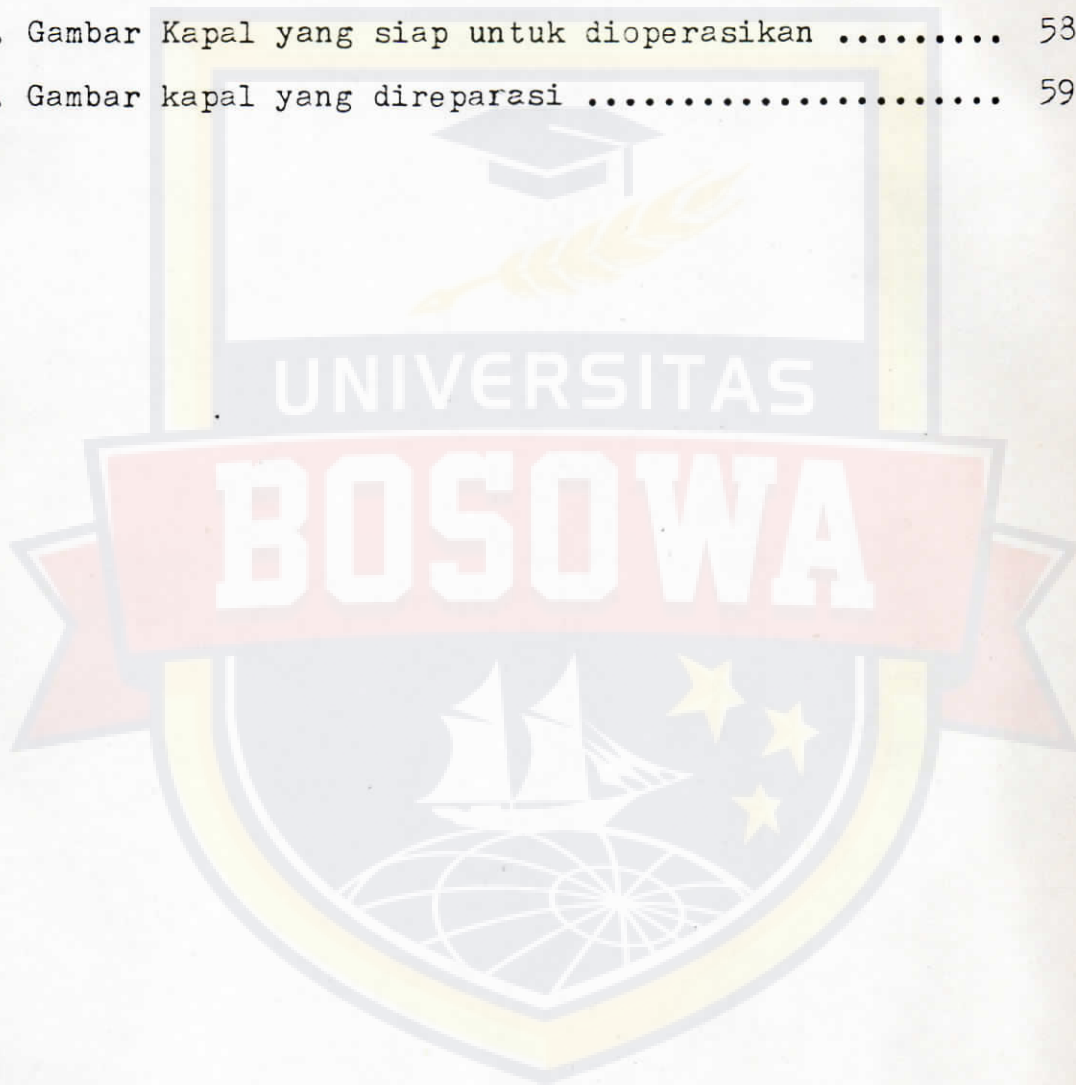 . Gambar Kapal yang siap untuk dioperasikan ......... 58
. Gambar kapal yang direparasi ...................... 59
UNIVERSITAS
BOSOWA